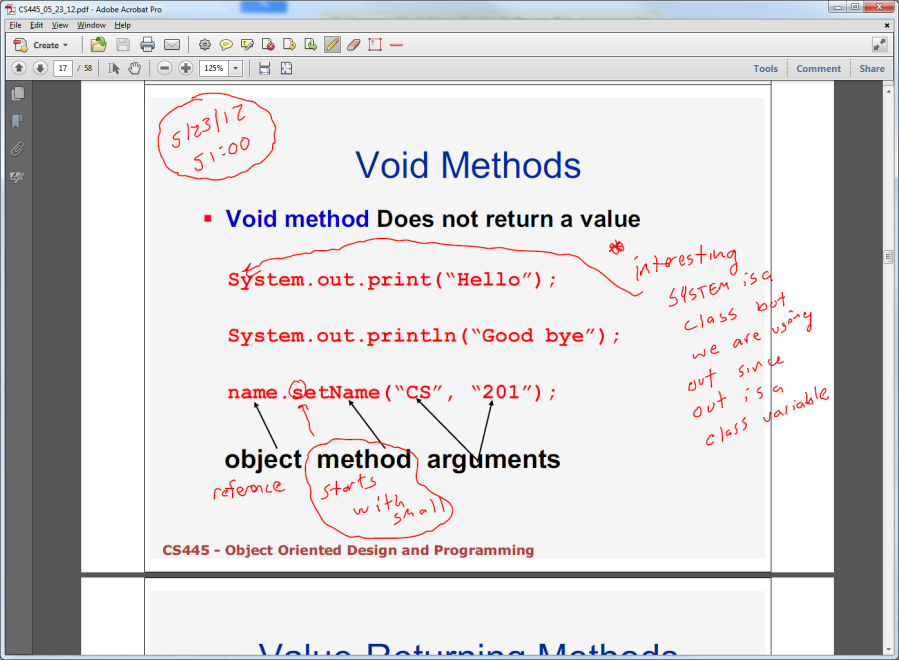 CS445_05_23_12.pdf - Adobe Acrobat Pro
File Edit View Window Help
Create
17 / 58 125% Tools Comment Share
5/23/12
51:00
Void Methods
Void method Does not return a value
System.out.print(“Hello”);
System.out.println(“Good bye”);
name.setName(“CS”, “201”);
object method arguments
reference
starts
with
small
interesting
SYSTEM is a
class but
we are using
out since
out is a
class variable
CS445 - Object Oriented Design and Programming
Value Returning Methods